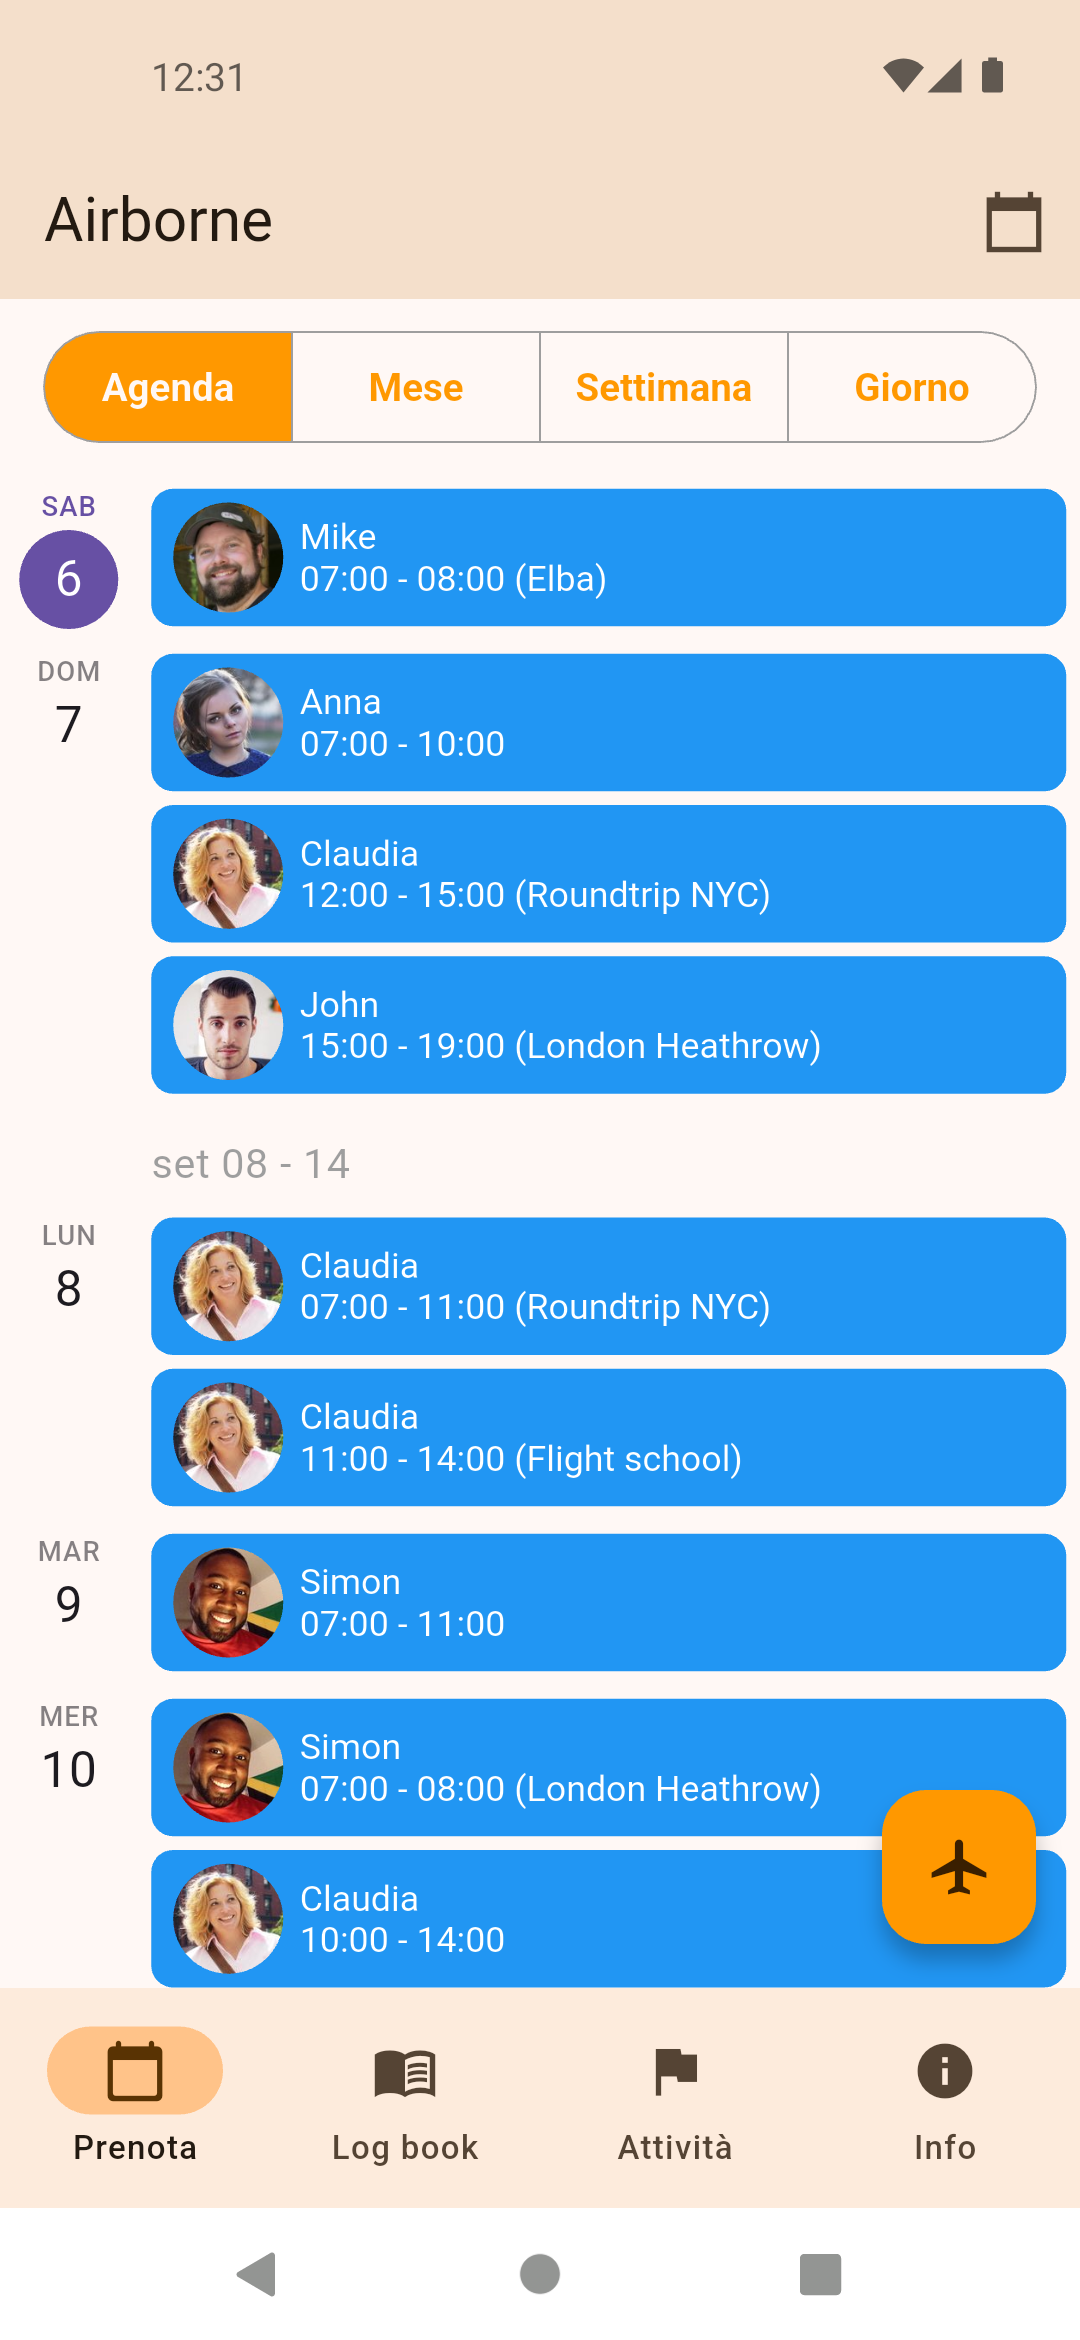 12:31
Airborne
Agenda
Mese
Settimana
Giorno
SAB
6
Mike
07:00 - 08:00 (Elba)
DOM
7
Anna
07:00 - 10:00
Claudia
12:00 - 15:00 (Roundtrip NYC)
John
15:00 - 19:00 (London Heathrow)
set 08 - 14
LUN
8
Claudia
07:00 - 11:00 (Roundtrip NYC)
Claudia
11:00 - 14:00 (Flight school)
MAR
9
Simon
07:00 - 11:00
MER
10
Simon
07:00 - 08:00 (London Heathrow)
Claudia
10:00 - 14:00
Prenota
Log book
Attività
Info